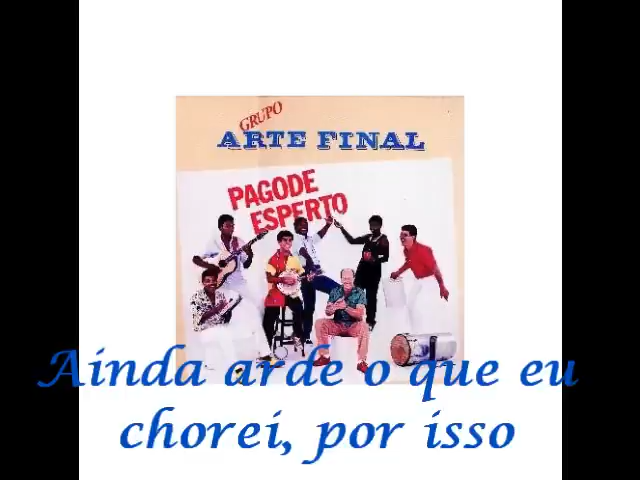 GRUPO
ARTE FINAL
PAGODE
ESPERTO
Ainda arde o que eu
chorei, por isso